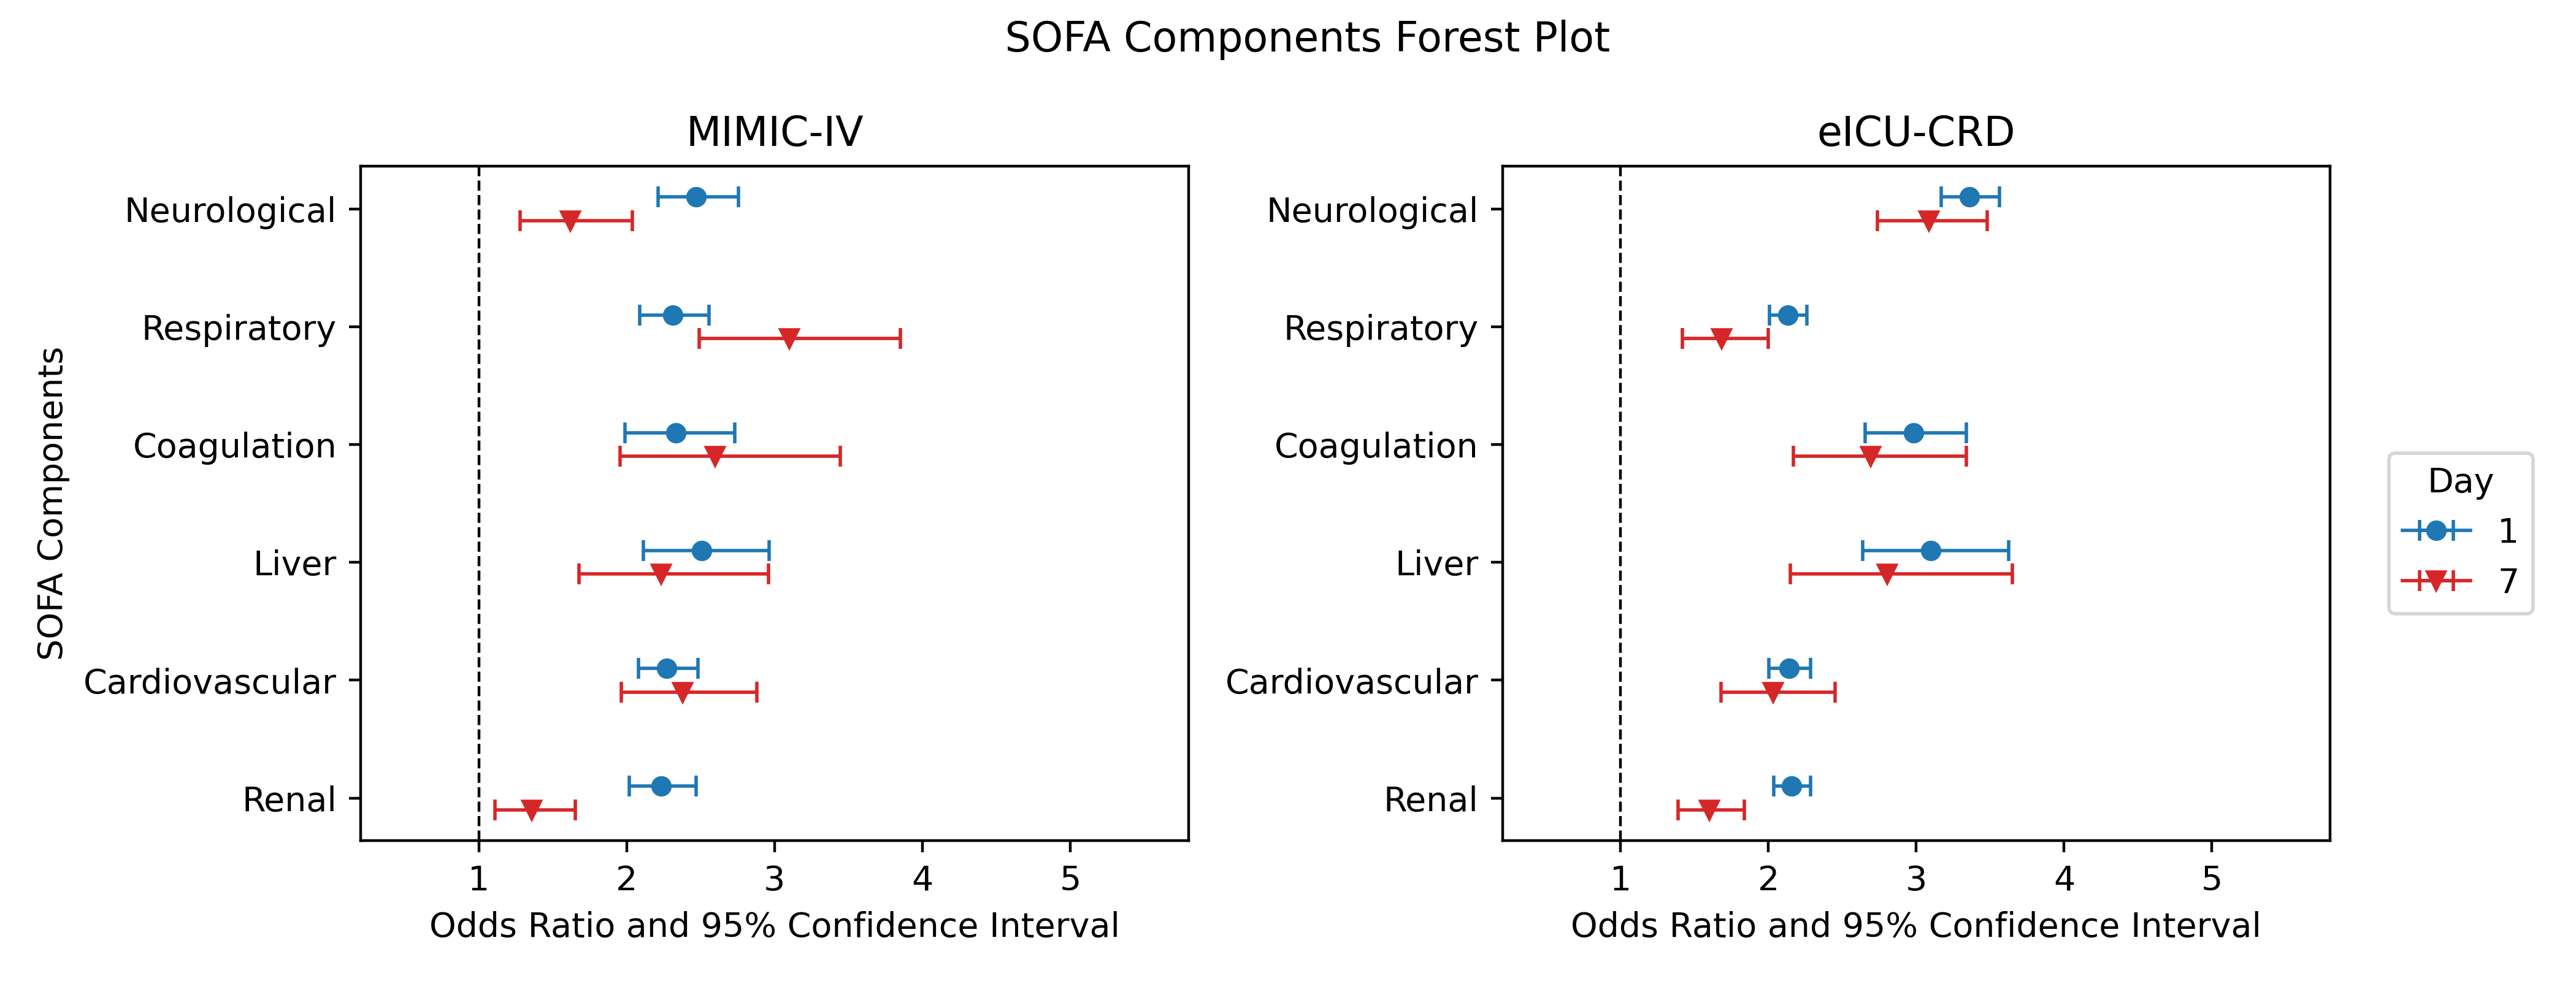 SOFA Components Forest Plot
MIMIC-IV
SOFA Components
Neurological
Respiratory
Coagulation
Liver
Cardiovascular
Renal
1 2 3 4 5
Odds Ratio and 95% Confidence Interval
eICU-CRD
Neurological
Respiratory
Coagulation
Liver
Cardiovascular
Renal
1 2 3 4 5
Odds Ratio and 95% Confidence Interval
Day
1
7